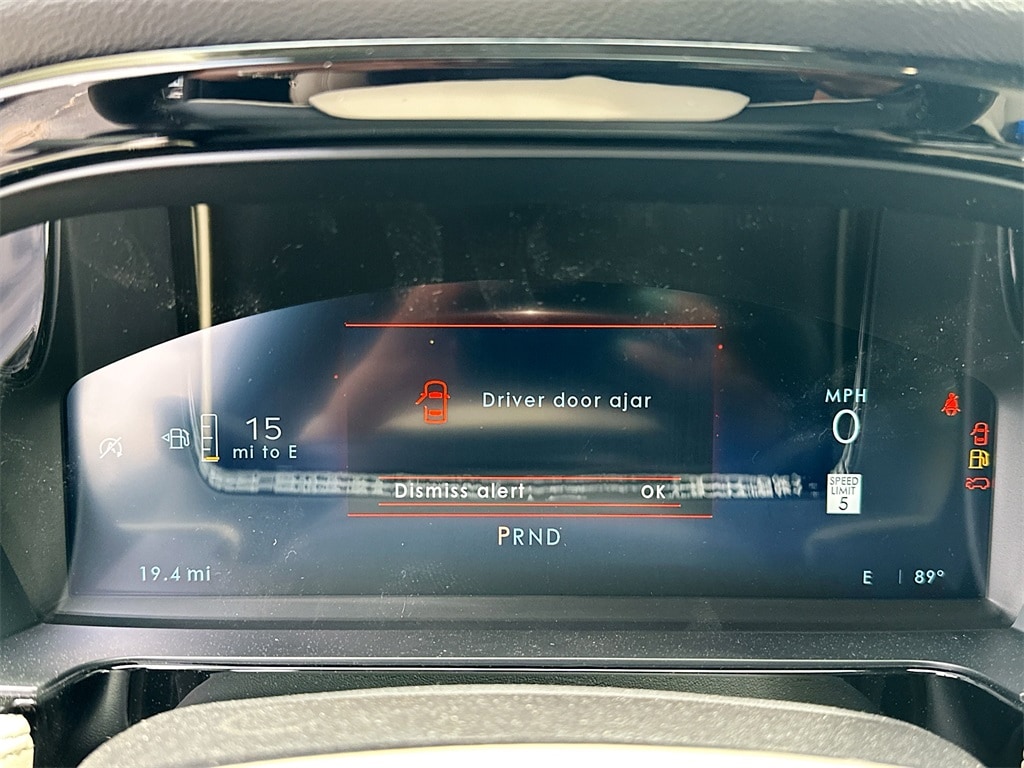 Driver door ajar
MPH
0
15
mi to E
Dismiss alert
OK
SPEED
LIMIT
5
PRND
19.4 mi
E
89°